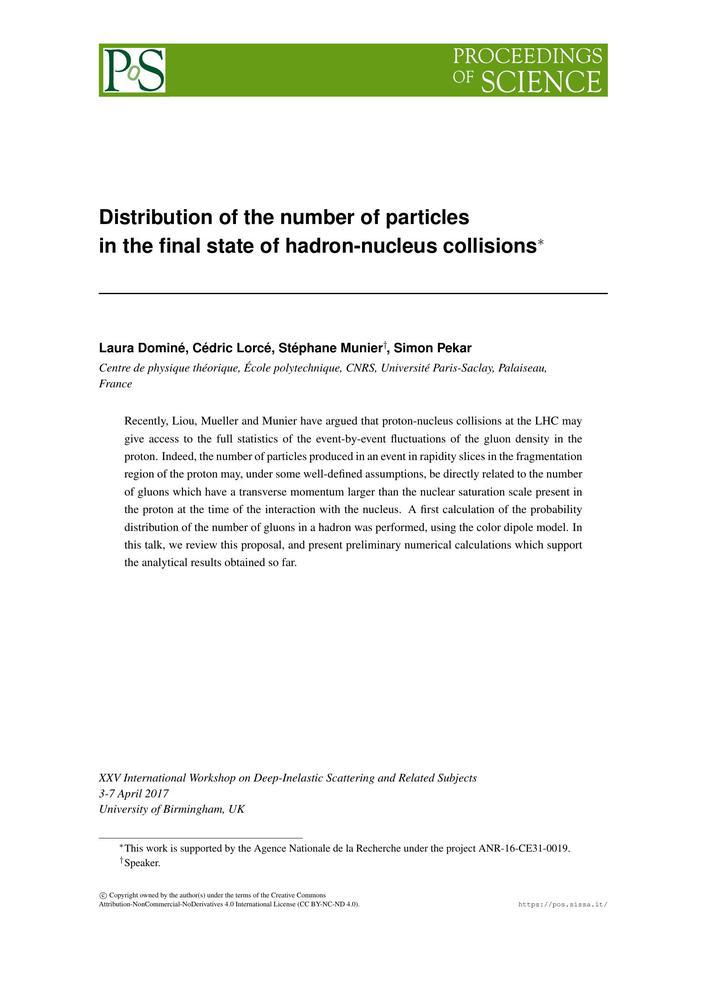 PoS
PROCEEDINGS
OF SCIENCE
Distribution of the number of particles
in the final state of hadron-nucleus collisions*
Laura Dominé, Cédric Lorcé, Stéphane Munier†, Simon Pekar
Centre de physique théorique, École polytechnique, CNRS, Université Paris-Saclay, Palaiseau,
France
Recently, Liou, Mueller and Munier have argued that proton-nucleus collisions at the LHC may
give access to the full statistics of the event-by-event fluctuations of the gluon density in the
proton. Indeed, the number of particles produced in an event in rapidity slices in the fragmentation
region of the proton may, under some well-defined assumptions, be directly related to the number
of gluons which have a transverse momentum larger than the nuclear saturation scale present in
the proton at the time of the interaction with the nucleus. A first calculation of the probability
distribution of the number of gluons in a hadron was performed, using the color dipole model. In
this talk, we review this proposal, and present preliminary numerical calculations which support
the analytical results obtained so far.
XXV International Workshop on Deep-Inelastic Scattering and Related Subjects
3-7 April 2017
University of Birmingham, UK
*This work is supported by the Agence Nationale de la Recherche under the project ANR-16-CE31-0019.
†Speaker.
© Copyright owned by the author(s) under the terms of the Creative Commons
Attribution-NonCommercial-NoDerivatives 4.0 International License (CC BY-NC-ND 4.0).
https://pos.sissa.it/